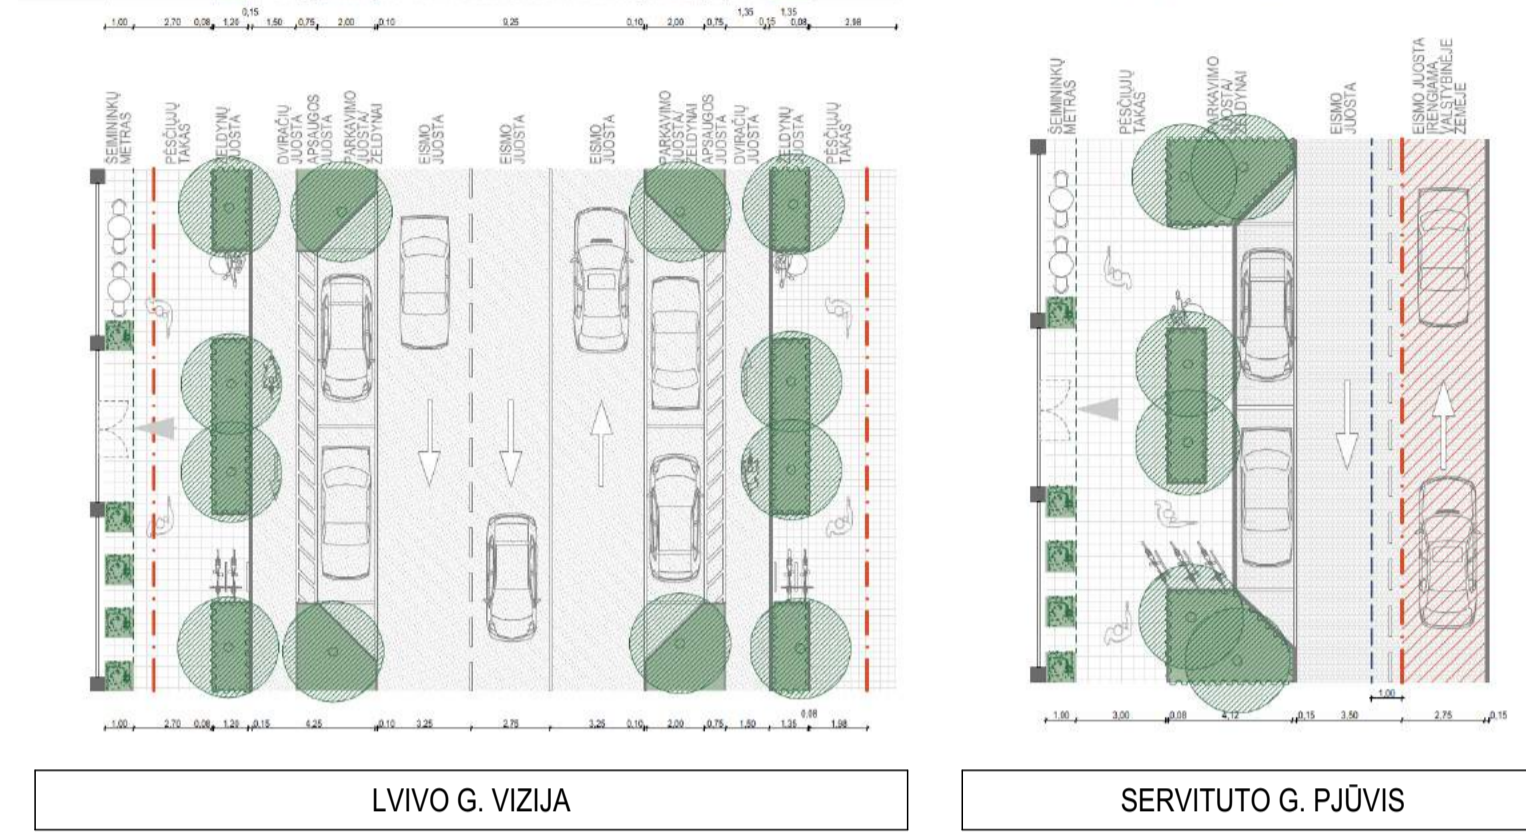 0,15 1,35 1,35
1,00 2,70 0,08 1,20 1,50 0,75 2,00 0,10 9,25 0,10 2,00 0,75 0,15 0,08 2,98
ŠEIMININKŲ
METRAS
PĖSČIŲJŲ
TAKAS
ŽELDYNŲ
JUOSTA
DVIRAČIŲ
JUOSTA
APSAUGOS
JUOSTA
PARKAVIMO
JUOSTA/
ŽELDYNAI
EISMO
JUOSTA
EISMO
JUOSTA
EISMO
JUOSTA
PARKAVIMO
JUOSTA/
ŽELDYNAI
APSAUGOS
JUOSTA
DVIRAČIŲ
JUOSTA
ŽELDYNŲ
JUOSTA
PĖSČIŲJŲ
TAKAS
0,08
1,00 2,70 0,08 1,20 0,15 4,25 0,10 3,25 2,75 3,25 0,10 2,00 0,75 1,50 1,35 1,98
LVIVO G. VIZIJA
ŠEIMININKŲ
METRAS
PĖSČIŲJŲ
TAKAS
PARKAVIMO
JUOSTA/
ŽELDYNAI
EISMO
JUOSTA
EISMO JUOSTA
ĮRENGIAMA
VALSTYBINĖJE
ŽEMĖJE
1,00
1,00 3,00 0,08 4,12 0,15 3,50 2,75 0,15
SERVITUTO G. PJŪVIS